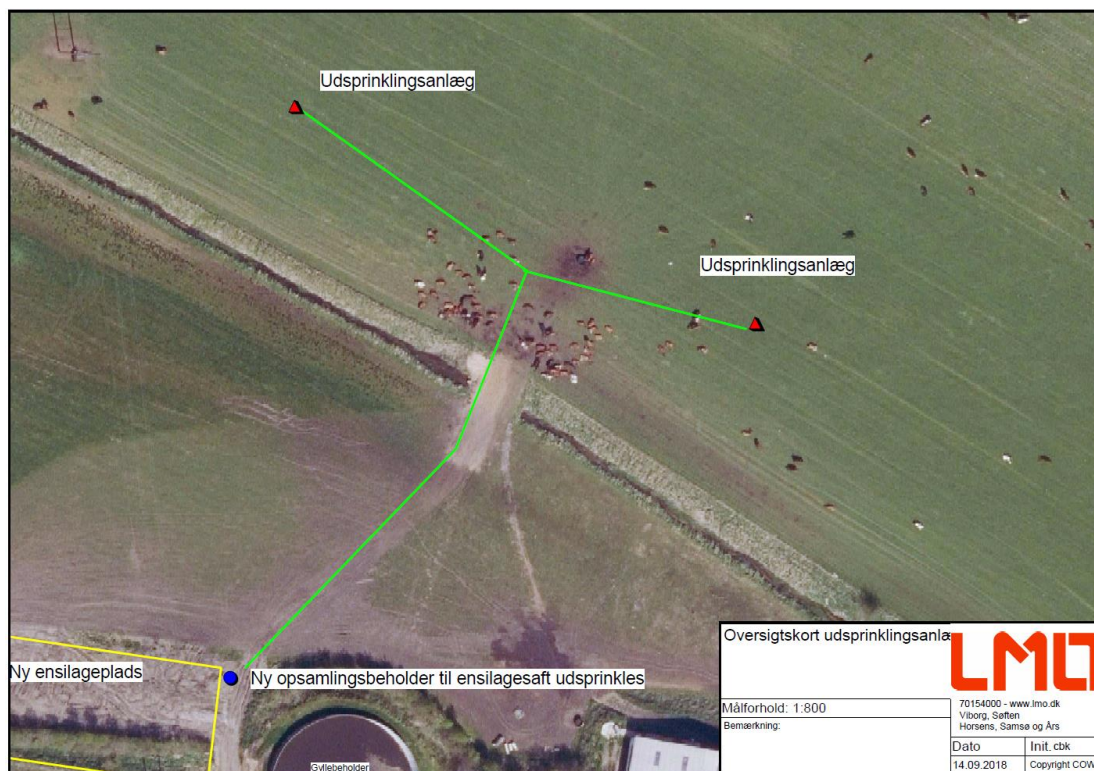 Udsprinklingsanlæg
Udsprinklingsanlæg
Ny ensilageplads
Ny opsamlingsbeholder til ensilagesaft udsprinkles
Gyllebeholder
Oversigtskort udsprinklingsanlæ
LMO
Målforhold: 1:800
Bemærkning:
70154000 - www.lmo.dk
Viborg, Søften
Horsens, Samsø og Års
Dato
Init. cbk
14.09.2018
Copyright COW